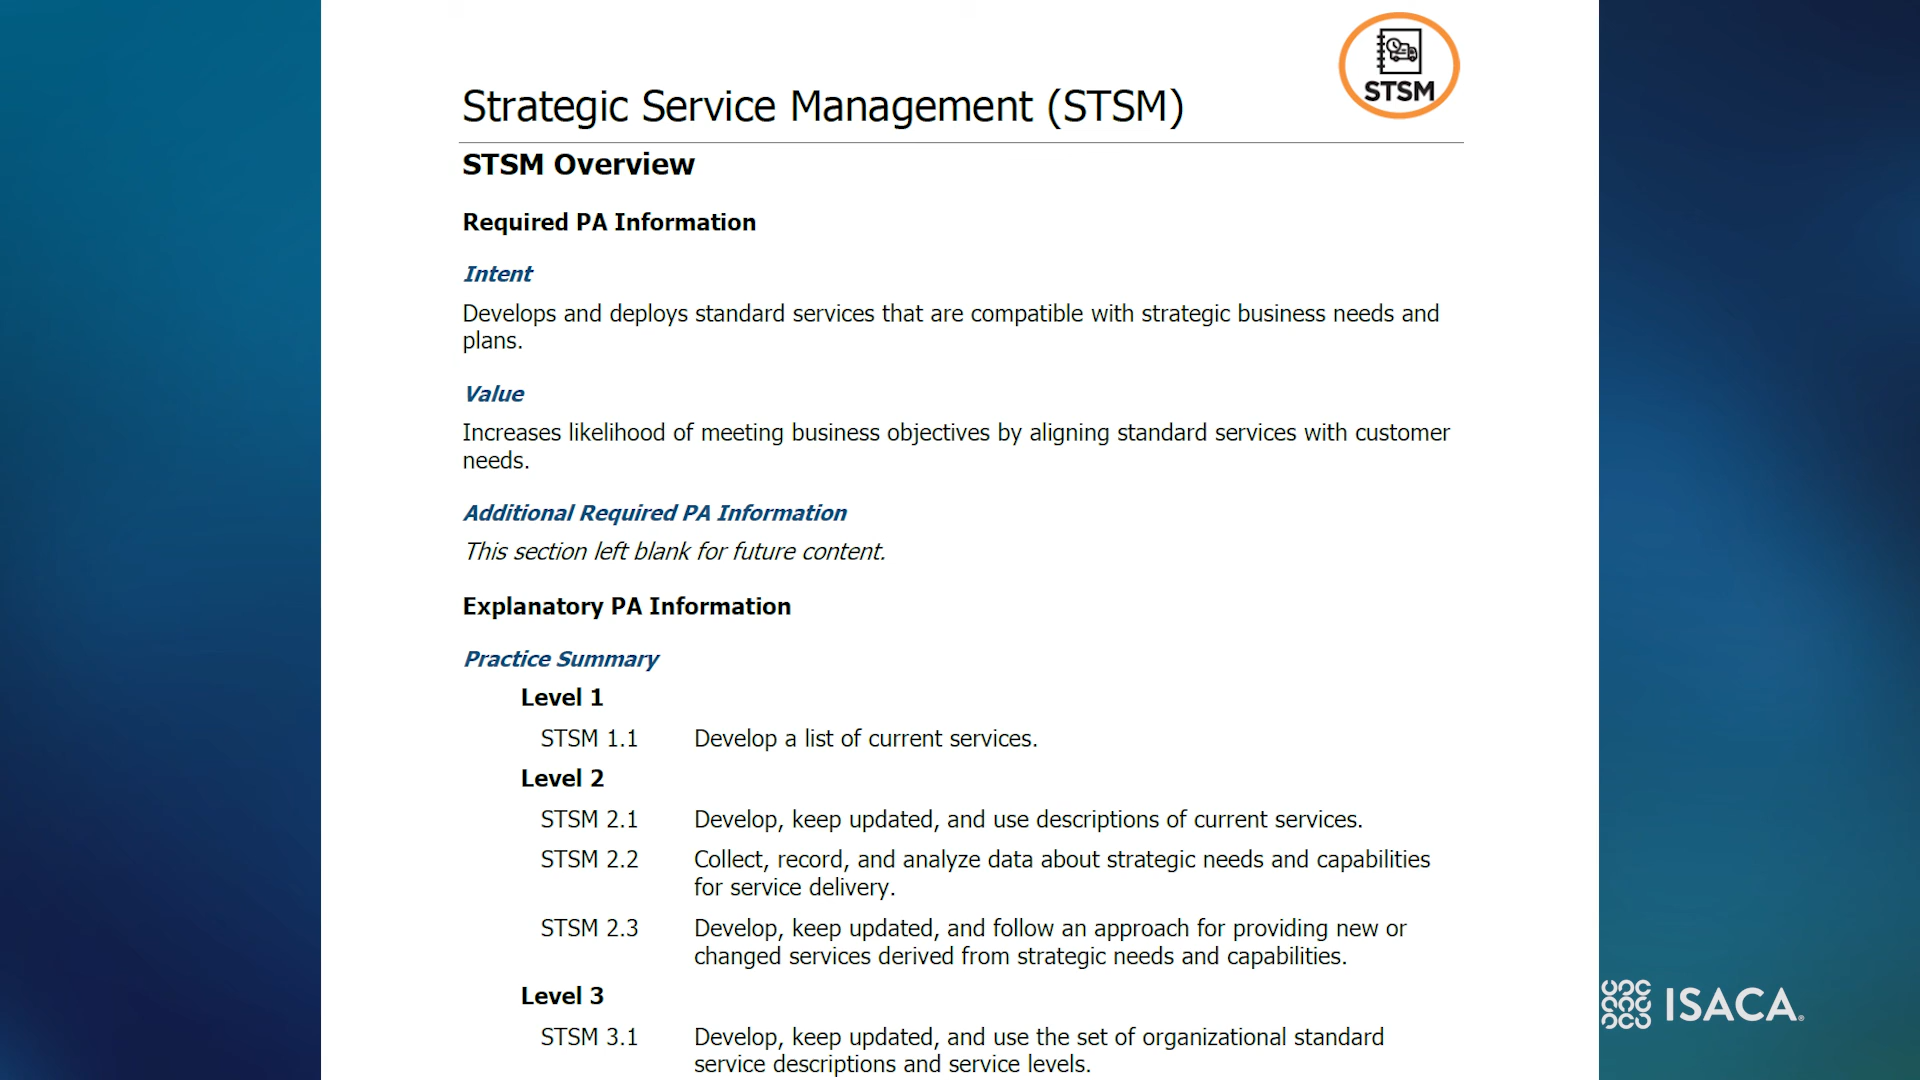 STSM
Strategic Service Management (STSM)
STSM Overview
Required PA Information
Intent
Develops and deploys standard services that are compatible with strategic business needs and
plans.
Value
Increases likelihood of meeting business objectives by aligning standard services with customer
needs.
Additional Required PA Information
This section left blank for future content.
Explanatory PA Information
Practice Summary
Level 1
STSM 1.1 Develop a list of current services.
Level 2
STSM 2.1 Develop, keep updated, and use descriptions of current services.
STSM 2.2 Collect, record, and analyze data about strategic needs and capabilities
for service delivery.
STSM 2.3 Develop, keep updated, and follow an approach for providing new or
changed services derived from strategic needs and capabilities.
Level 3
STSM 3.1 Develop, keep updated, and use the set of organizational standard
service descriptions and service levels.
ISACA.